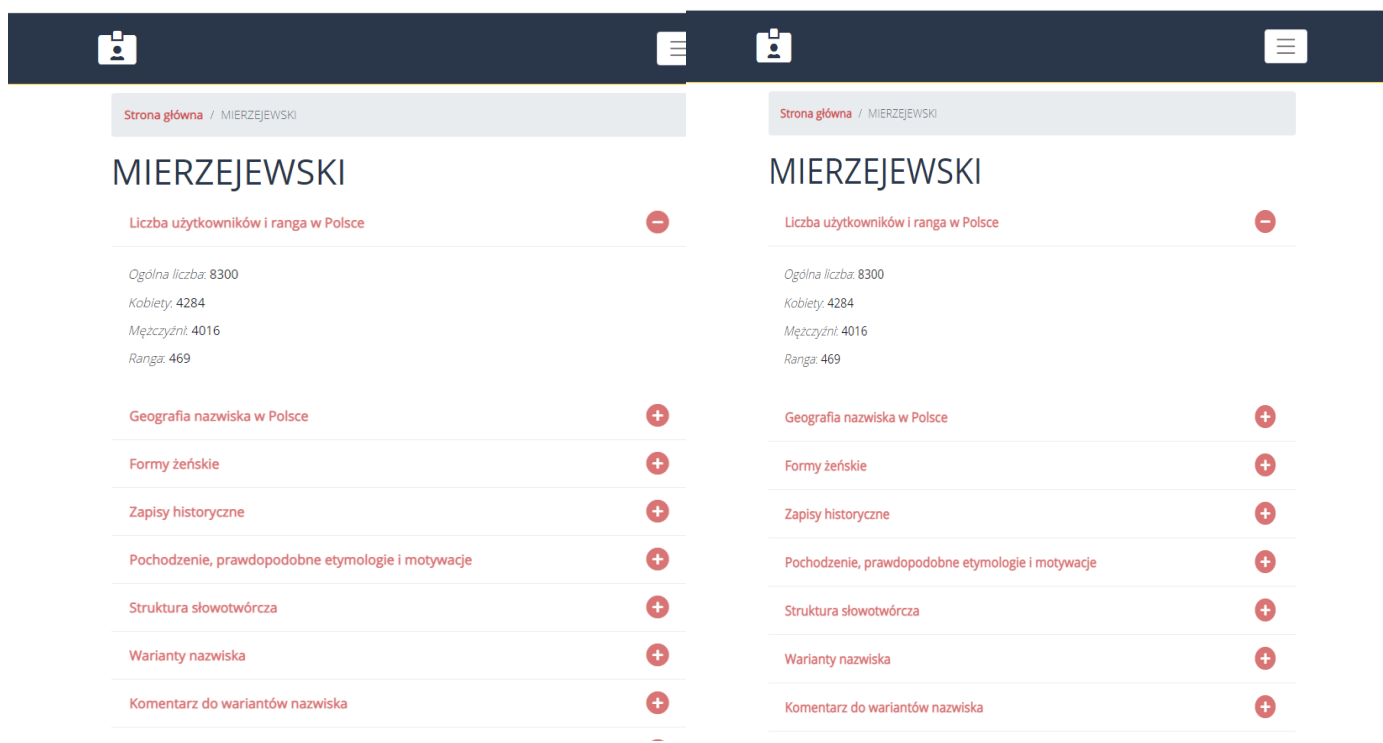 Strona główna / MIERZEJEWSKI
MIERZEJEWSKI
Liczba użytkowników i ranga w Polsce
Ogólna liczba: 8300
Kobiety: 4284
Mężczyźni: 4016
Ranga: 469
Geografia nazwiska w Polsce
Formy żeńskie
Zapisy historyczne
Pochodzenie, prawdopodobne etymologie i motywacje
Struktura słowotwórcza
Warianty nazwiska
Komentarz do wariantów nazwiska
Strona główna / MIERZEJEWSKI
MIERZEJEWSKI
Liczba użytkowników i ranga w Polsce
Ogólna liczba: 8300
Kobiety: 4284
Mężczyźni: 4016
Ranga: 469
Geografia nazwiska w Polsce
Formy żeńskie
Zapisy historyczne
Pochodzenie, prawdopodobne etymologie i motywacje
Struktura słowotwórcza
Warianty nazwiska
Komentarz do wariantów nazwiska